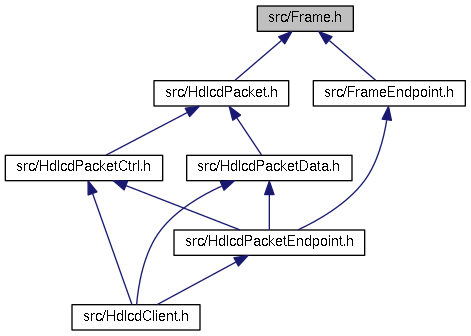 src/Frame.h
src/HdlcdPacket.h
src/FrameEndpoint.h
src/HdlcdPacketCtrl.h
src/HdlcdPacketData.h
src/HdlcdPacketEndpoint.h
src/HdlcdClient.h